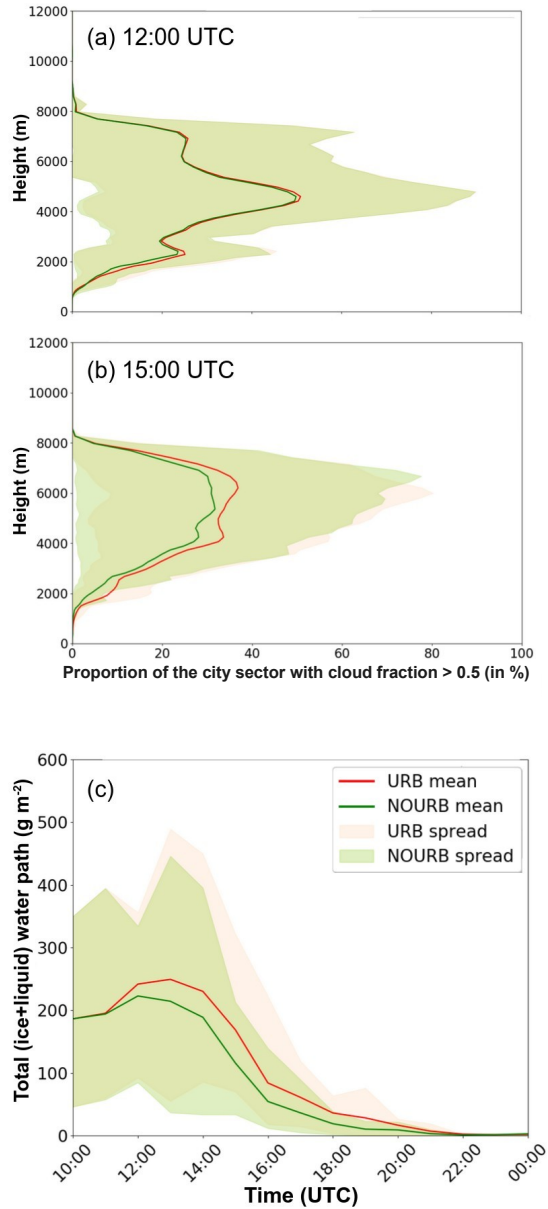 12000
(a) 12:00 UTC
10000
8000
Height (m)
6000
4000
2000
0
12000
(b) 15:00 UTC
10000
8000
Height (m)
6000
4000
2000
0
0 20 40 60 80 100
Proportion of the city sector with cloud fraction > 0.5 (in %)
600
(c)
URB mean
NOURB mean
URB spread
NOURB spread
500
400
Total (ice+liquid) water path (g m⁻²)
300
200
100
0
10:00 12:00 14:00 16:00 18:00 20:00 22:00 00:00
Time (UTC)